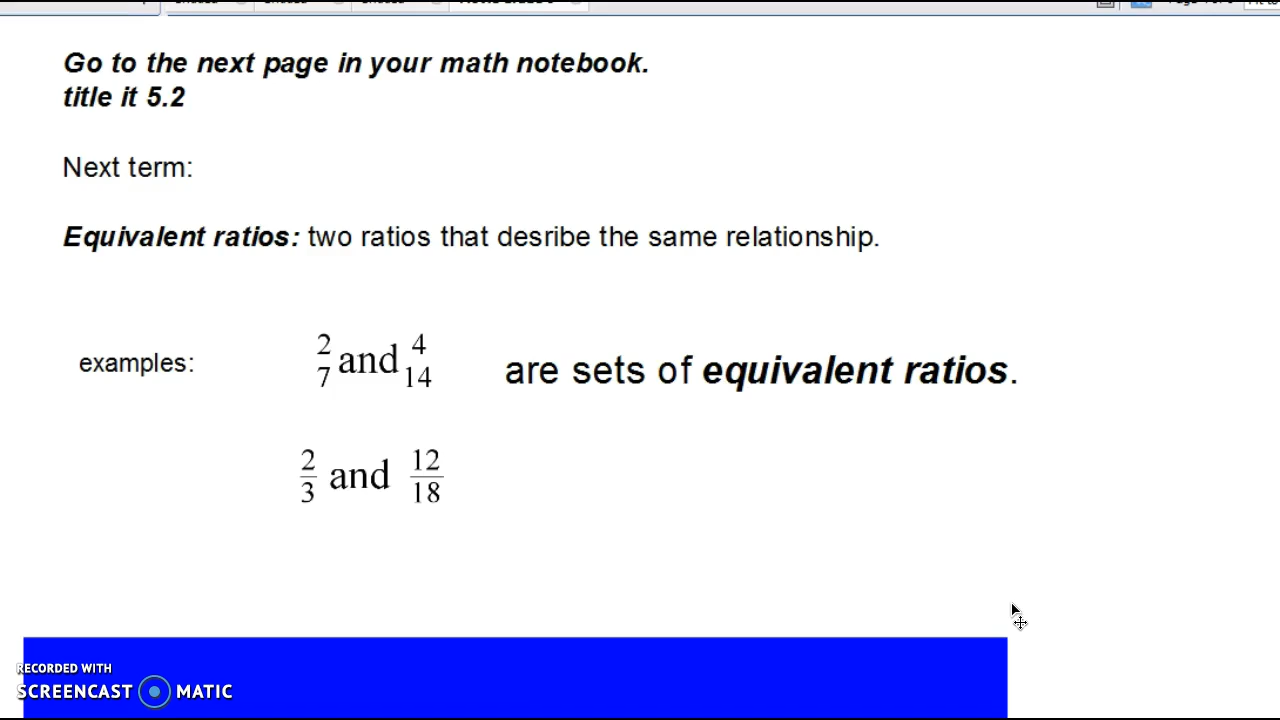 Go to the next page in your math notebook.
title it 5.2
Next term:
Equivalent ratios: two ratios that desribe the same relationship.
examples: 2/7 and 4/14 are sets of equivalent ratios.
2/3 and 12/18
RECORDED WITH
SCREENCAST MATIC